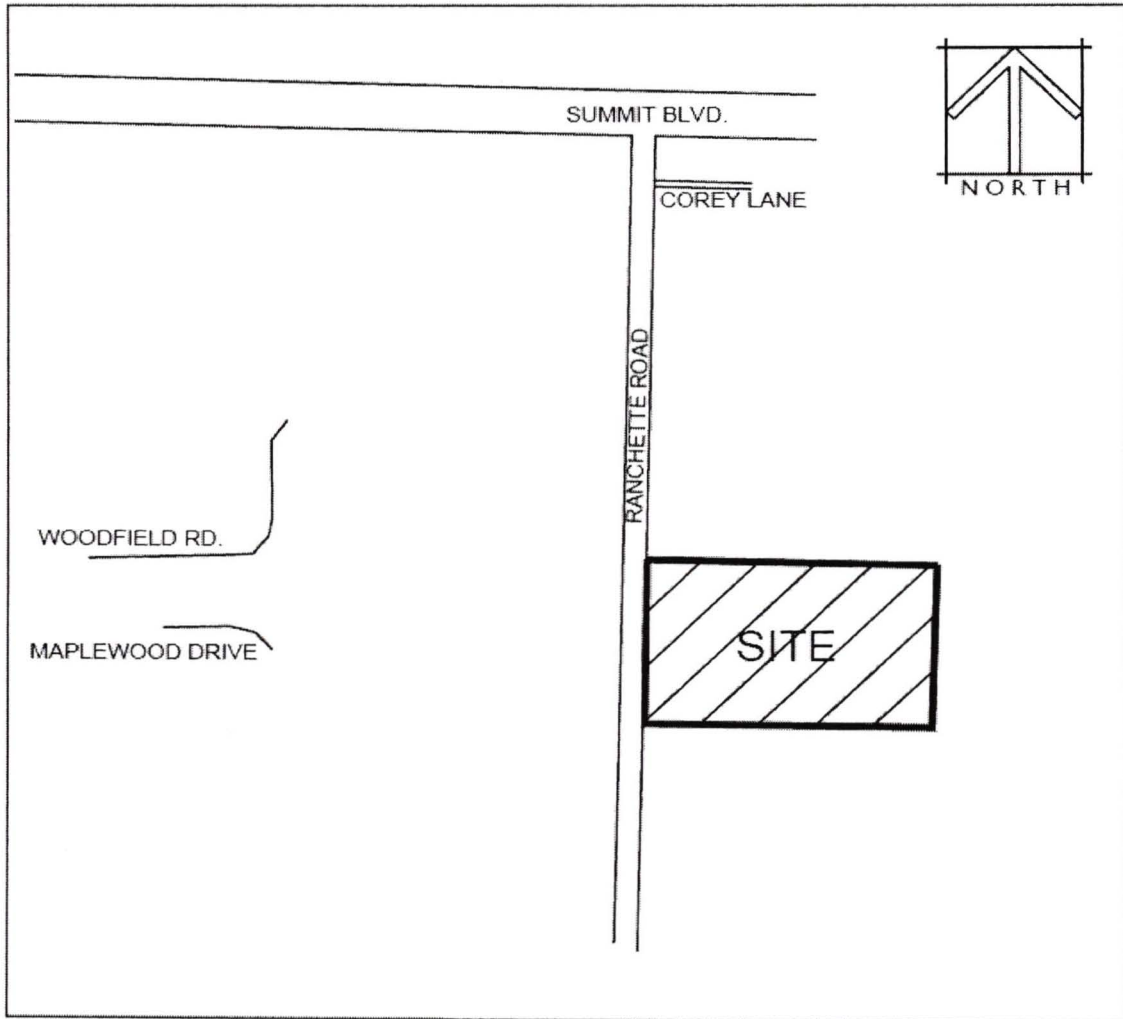 SUMMIT BLVD.
NORTH
COREY LANE
RANCHETTE ROAD
WOODFIELD RD.
SITE
MAPLEWOOD DRIVE